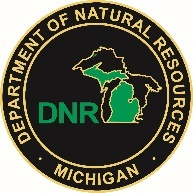 DEPARTMENT OF NATURAL RESOURCES
DNR
· MICHIGAN ·